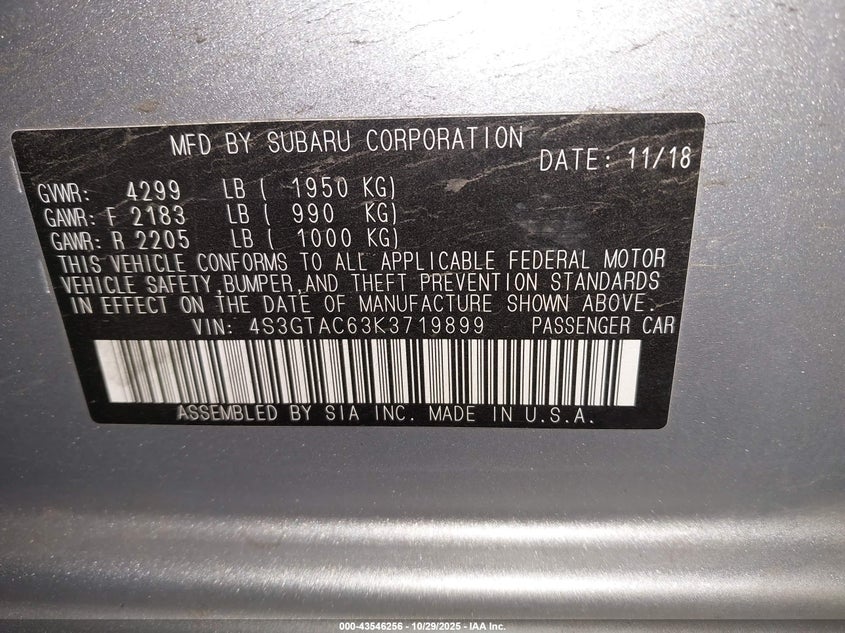 MFD BY SUBARU CORPORATION
DATE: 11/18
GVWR: 4299 LB ( 1950 KG)
GAWR: F 2183 LB ( 990 KG)
GAWR: R 2205 LB ( 1000 KG)
THIS VEHICLE CONFORMS TO ALL APPLICABLE FEDERAL MOTOR
VEHICLE SAFETY, BUMPER, AND THEFT PREVENTION STANDARDS
IN EFFECT ON THE DATE OF MANUFACTURE SHOWN ABOVE.
VIN: 4S3GTAC63K3719899 PASSENGER CAR
ASSEMBLED BY SIA INC. MADE IN U.S.A.
000-43546256 - 10/29/2025 - IAA Inc.